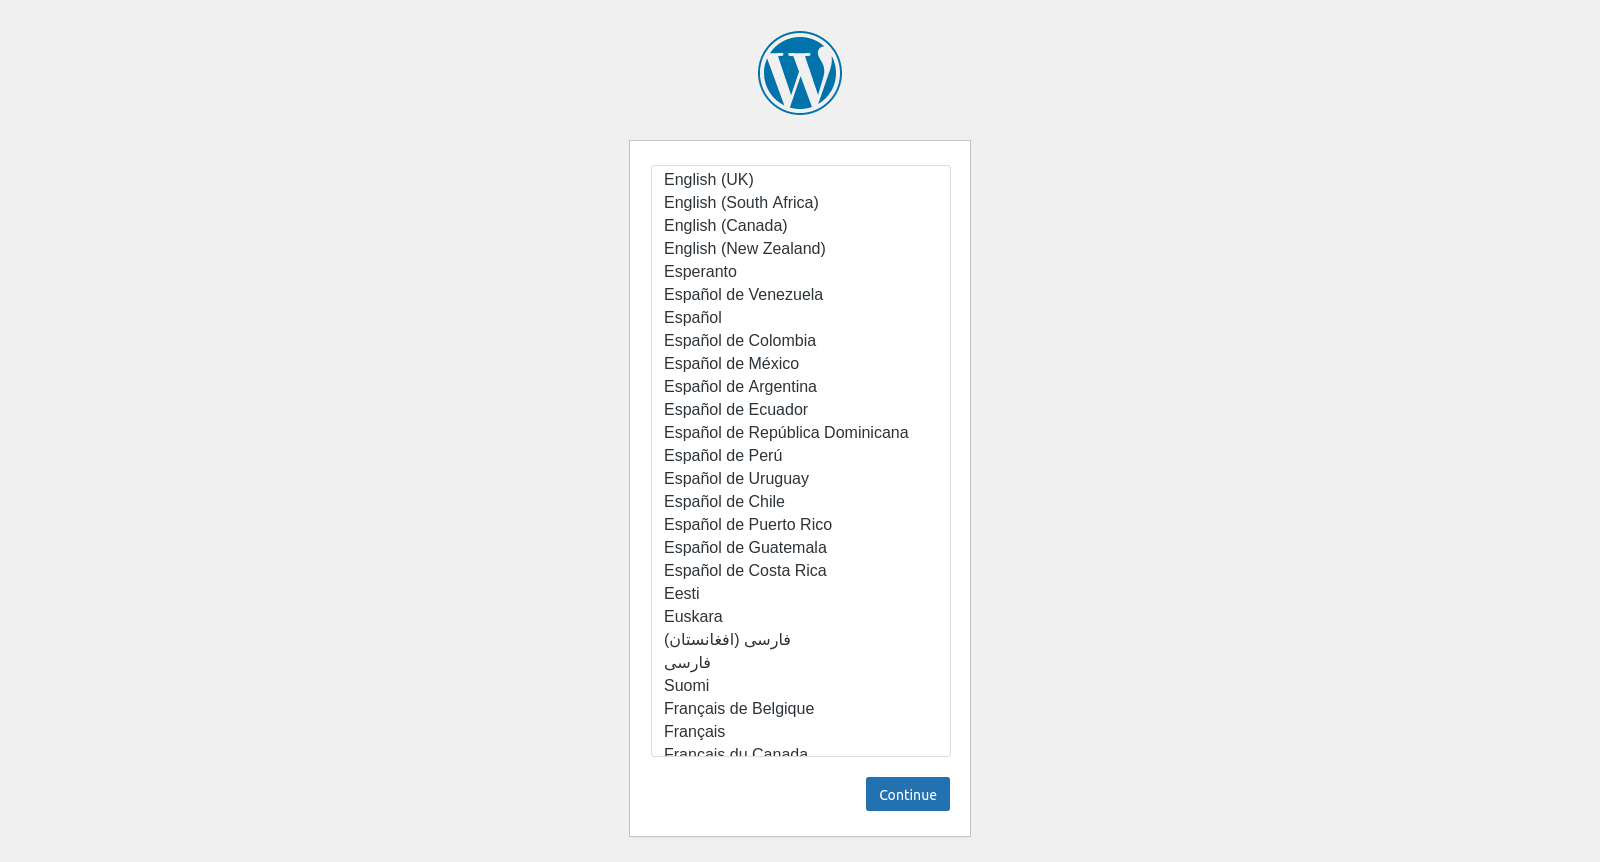 English (UK)
English (South Africa)
English (Canada)
English (New Zealand)
Esperanto
Español de Venezuela
Español
Español de Colombia
Español de México
Español de Argentina
Español de Ecuador
Español de República Dominicana
Español de Perú
Español de Uruguay
Español de Chile
Español de Puerto Rico
Español de Guatemala
Español de Costa Rica
Eesti
Euskara
فارسی (افغانستان)
فارسی
Suomi
Français de Belgique
Français
Français du Canada
Continue